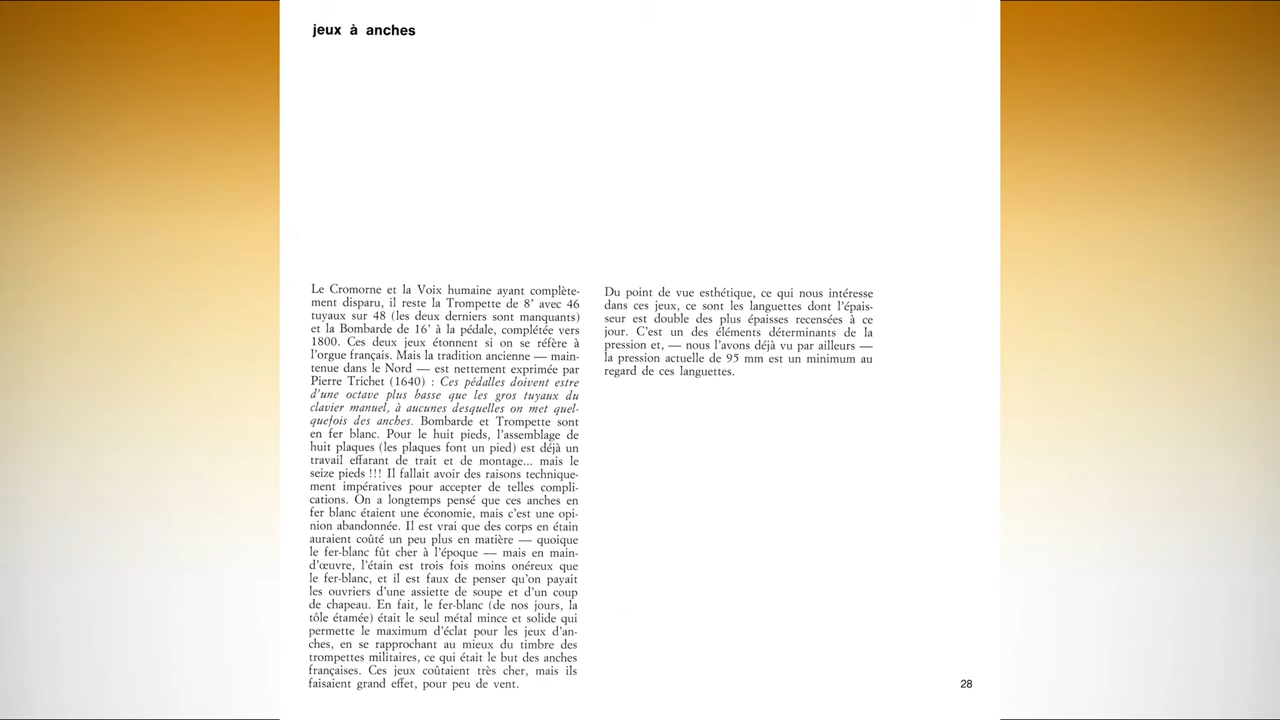 jeux à anches
Le Cromorne et la Voix humaine ayant complète-
ment disparu, il reste la Trompette de 8' avec 46
tuyaux sur 48 (les deux derniers sont manquants)
et la Bombarde de 16' à la pédale, complétée vers
1800. Ces deux jeux étonnent si on se réfère à
l'orgue français. Mais la tradition ancienne — main-
tenue dans le Nord — est nettement exprimée par
Pierre Trichet (1640) : Ces pédalles doivent estre
d'une octave plus basse que les gros tuyaux du
clavier manuel, à aucunes desquelles on met quel-
quefois des anches. Bombarde et Trompette sont
en fer blanc. Pour le huit pieds, l'assemblage de
huit plaques (les plaques font un pied) est déjà un
travail effarant de trait et de montage... mais le
seize pieds !!! Il fallait avoir des raisons technique-
ment impératives pour accepter de telles compli-
cations. On a longtemps pensé que ces anches en
fer blanc étaient une économie, mais c'est une opi-
nion abandonnée. Il est vrai que des corps en étain
auraient coûté un peu plus en matière — quoique
le fer-blanc fût cher à l'époque — mais en main-
d'œuvre, l'étain est trois fois moins onéreux que
le fer-blanc, et il est faux de penser qu'on payait
les ouvriers d'une assiette de soupe et d'un coup
de chapeau. En fait, le fer-blanc (de nos jours, la
tôle étamée) était le seul métal mince et solide qui
permette le maximum d'éclat pour les jeux d'an-
ches, en se rapprochant au mieux du timbre des
trompettes militaires, ce qui était le but des anches
françaises. Ces jeux coûtaient très cher, mais ils
faisaient grand effet, pour peu de vent.
Du point de vue esthétique, ce qui nous intéresse
dans ces jeux, ce sont les languettes dont l'épais-
seur est double des plus épaisses recensées à ce
jour. C'est un des éléments déterminants de la
pression et, — nous l'avons déjà vu par ailleurs —
la pression actuelle de 95 mm est un minimum au
regard de ces languettes.
28